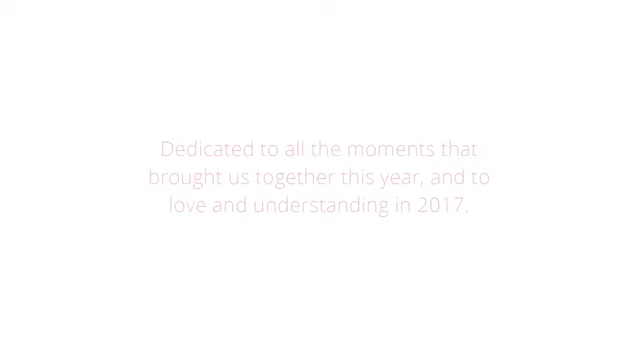 Dedicated to all the moments that
brought us together this year, and to
love and understanding in 2017.